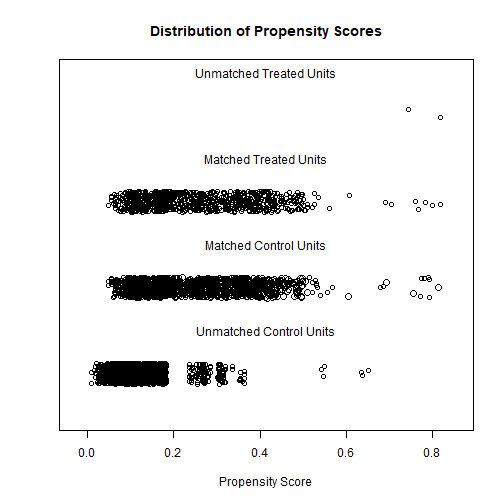 Distribution of Propensity Scores
Unmatched Treated Units
Matched Treated Units
Matched Control Units
Unmatched Control Units
0.0 0.2 0.4 0.6 0.8
Propensity Score